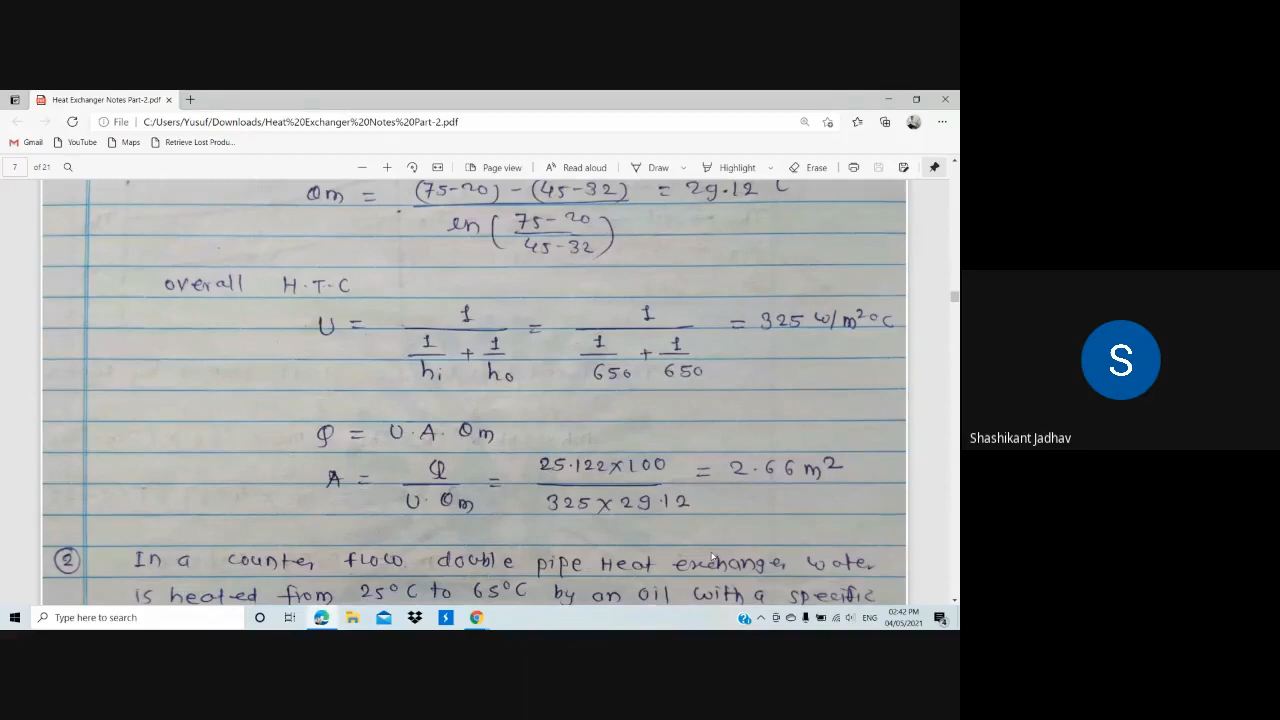 Heat Exchanger Notes Part-2.pdf
File
C:/Users/Yusuf/Downloads/Heat%20Exchanger%20Notes%20Part-2.pdf
Gmail YouTube Maps Retrieve Lost Produ...
7 of 21 Page view Read aloud Draw Highlight Erase
θm = (75-20) - (45-32) / ln (75-20 / 45-32) = 29.12 C
overall H.T.C
U = 1 / (1/hi + 1/ho) = 1 / (1/650 + 1/650) = 325 W/m²°C
Q = U.A.θm
A = Q / U.θm = 25.122×100 / 325×29.12 = 2.66 m²
② In a counter flow double pipe Heat exchanger water
is heated from 25°C to 65°C by an oil with a specific
Type here to search
ENG
02:42 PM
04/05/2021
S
Shashikant Jadhav